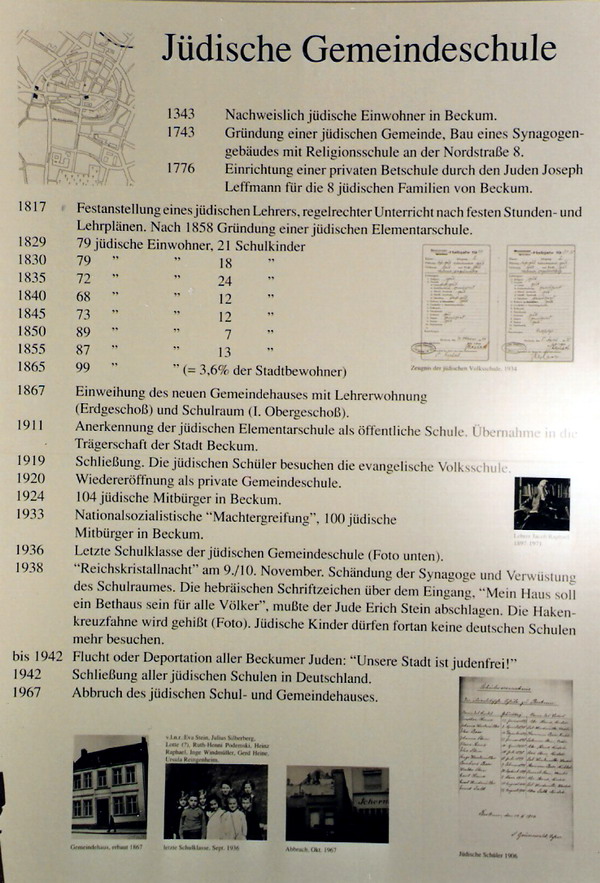 Jüdische Gemeindeschule
1343 Nachweislich jüdische Einwohner in Beckum.
1743 Gründung einer jüdischen Gemeinde, Bau eines Synagogen-
gebäudes mit Religionsschule an der Nordstraße 8.
1776 Einrichtung einer privaten Betschule durch den Juden Joseph
Leffmann für die 8 jüdischen Familien von Beckum.
1817 Festanstellung eines jüdischen Lehrers, regelrechter Unterricht nach festen Stunden- und
Lehrplänen. Nach 1858 Gründung einer jüdischen Elementarschule.
1829 79 jüdische Einwohner, 21 Schulkinder
1830 79 ” ” 18 ”
1835 72 ” ” 24 ”
1840 68 ” ” 12 ”
1845 73 ” ” 12 ”
1850 89 ” ” 7 ”
1855 87 ” ” 13 ”
1865 99 ” ” (= 3,6% der Stadtbewohner)
Zeugnis der jüdischen Volksschule, 1934
1867 Einweihung des neuen Gemeindehauses mit Lehrerwohnung
(Erdgeschoß) und Schulraum (I. Obergeschoß).
1911 Anerkennung der jüdischen Elementarschule als öffentliche Schule. Übernahme in die
Trägerschaft der Stadt Beckum.
1919 Schließung. Die jüdischen Schüler besuchen die evangelische Volksschule.
1920 Wiedereröffnung als private Gemeindeschule.
1924 104 jüdische Mitbürger in Beckum.
1933 Nationalsozialistische “Machtergreifung”, 100 jüdische
Mitbürger in Beckum.
Lehrer Jacob Raphael
1936 Letzte Schulklasse der jüdischen Gemeindeschule (Foto unten).
1938 “Reichskristallnacht” am 9./10. November. Schändung der Synagoge und Verwüstung
des Schulraumes. Die hebräischen Schriftzeichen über dem Eingang, “Mein Haus soll
ein Bethaus sein für alle Völker”, mußte der Jude Erich Stein abschlagen. Die Haken-
kreuzfahne wird gehißt (Foto). Jüdische Kinder dürfen fortan keine deutschen Schulen
mehr besuchen.
bis 1942 Flucht oder Deportation aller Beckumer Juden: “Unsere Stadt ist judenfrei!”
1942 Schließung aller jüdischen Schulen in Deutschland.
1967 Abbruch des jüdischen Schul- und Gemeindehauses.
v.l.n.r. Eva Stein, Julius Silberberg,
Lotte (?), Ruth-Henni Podemski, Heinz
Raphael, Inge Windmüller, Gerd Heine,
Ursula Reingenheim.
Gemeindehaus, erbaut 1867
letzte Schulklasse, Sept. 1936
Abbruch, Okt. 1967
Jüdische Schüler 1906